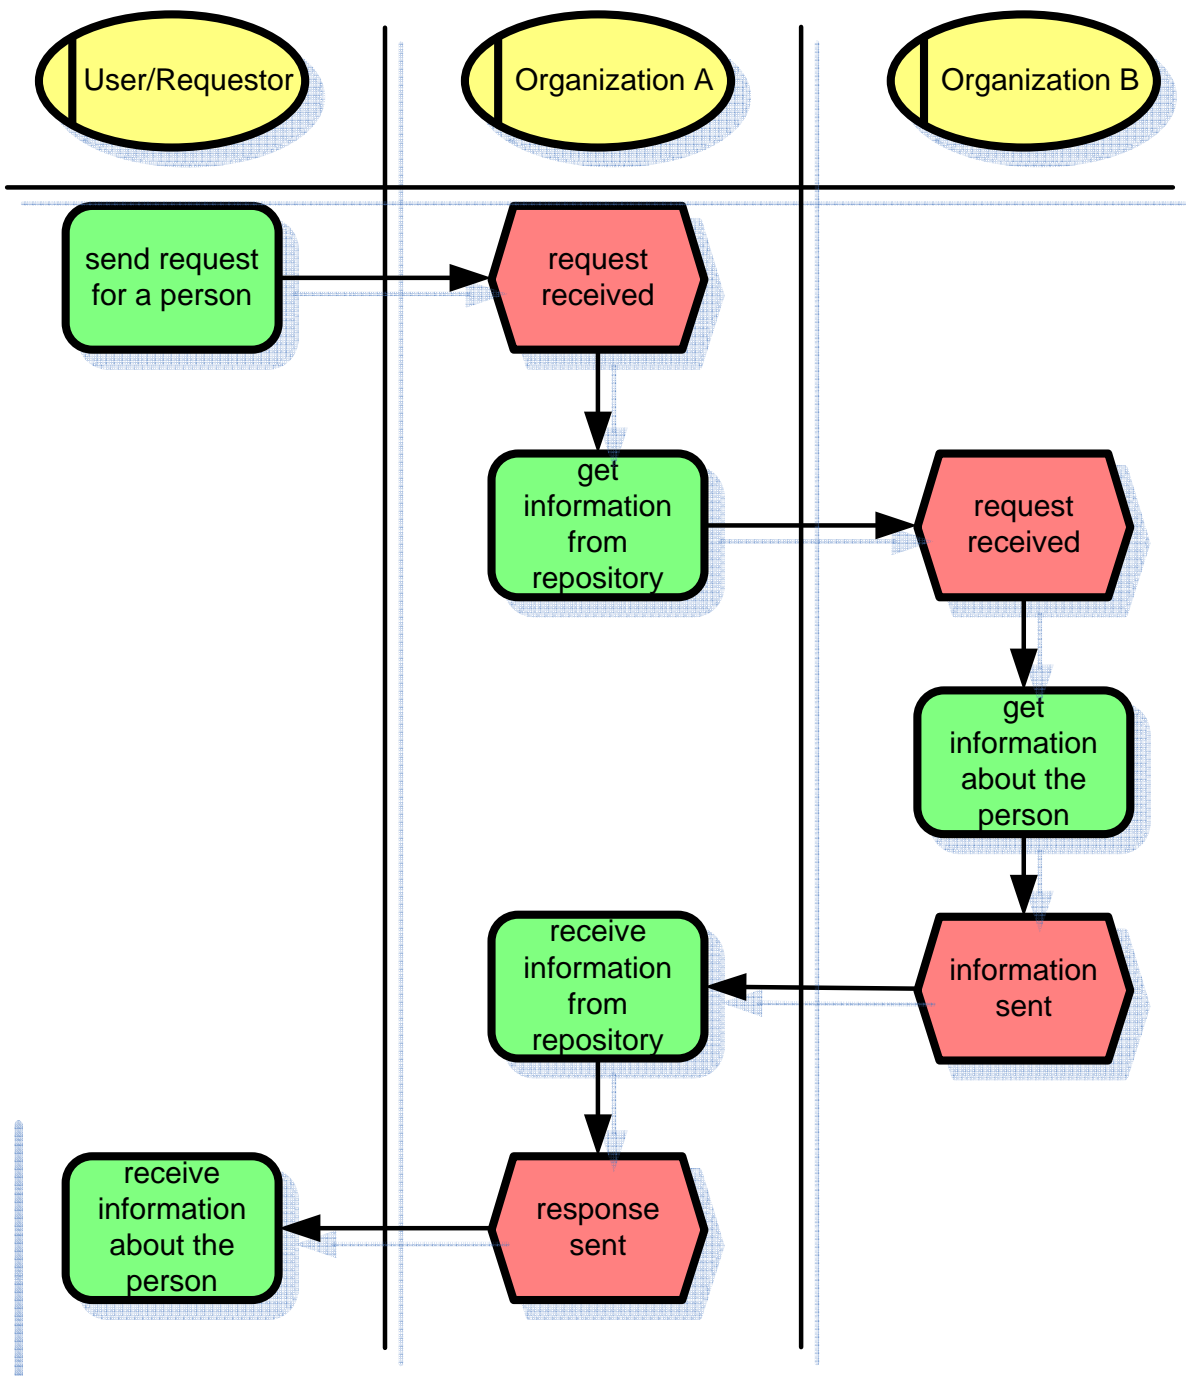 User/Requestor
Organization A
Organization B
send request
for a person
request
received
get
information
from
repository
request
received
get
information
about the
person
receive
information
from
repository
information
sent
receive
information
about the
person
response
sent